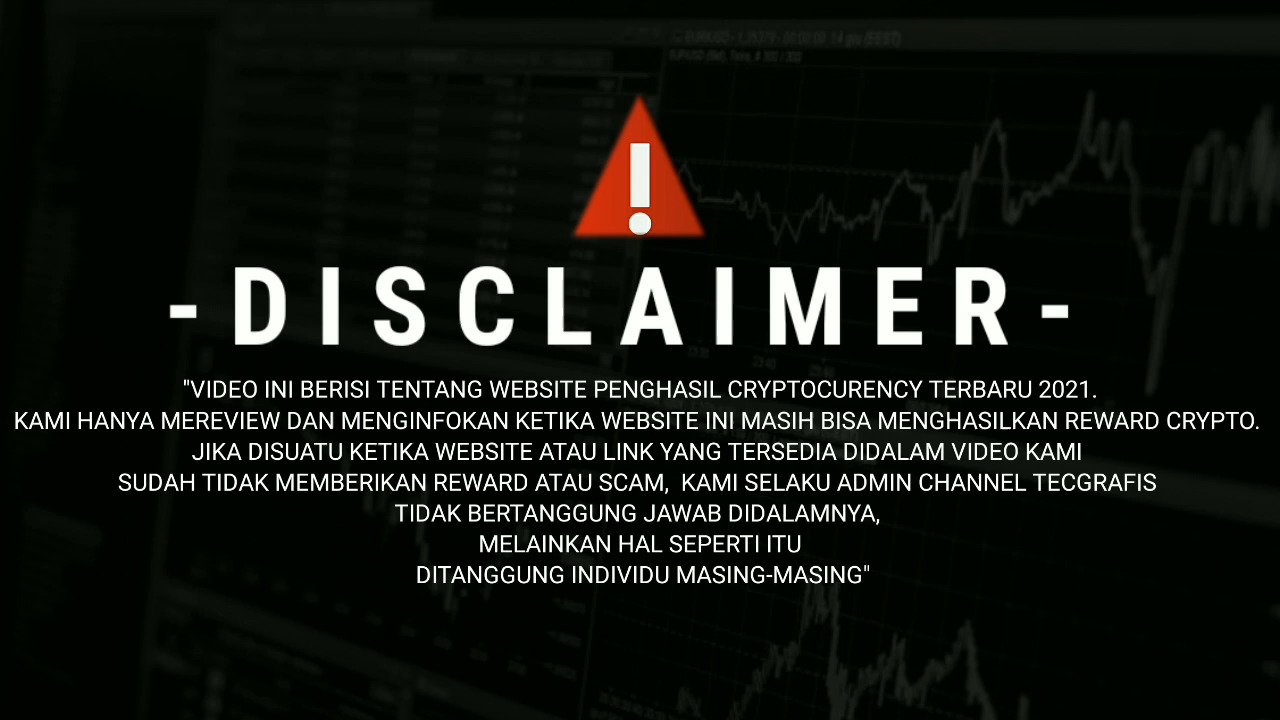 !
- DISCLAIMER -
"VIDEO INI BERISI TENTANG WEBSITE PENGHASIL CRYPTOCURENCY TERBARU 2021.
KAMI HANYA MEREVIEW DAN MENGINFOKAN KETIKA WEBSITE INI MASIH BISA MENGHASILKAN REWARD CRYPTO.
JIKA DISUATU KETIKA WEBSITE ATAU LINK YANG TERSEDIA DIDALAM VIDEO KAMI
SUDAH TIDAK MEMBERIKAN REWARD ATAU SCAM, KAMI SELAKU ADMIN CHANNEL TECGRAFIS
TIDAK BERTANGGUNG JAWAB DIDALAMNYA,
MELAINKAN HAL SEPERTI ITU
DITANGGUNG INDIVIDU MASING-MASING"